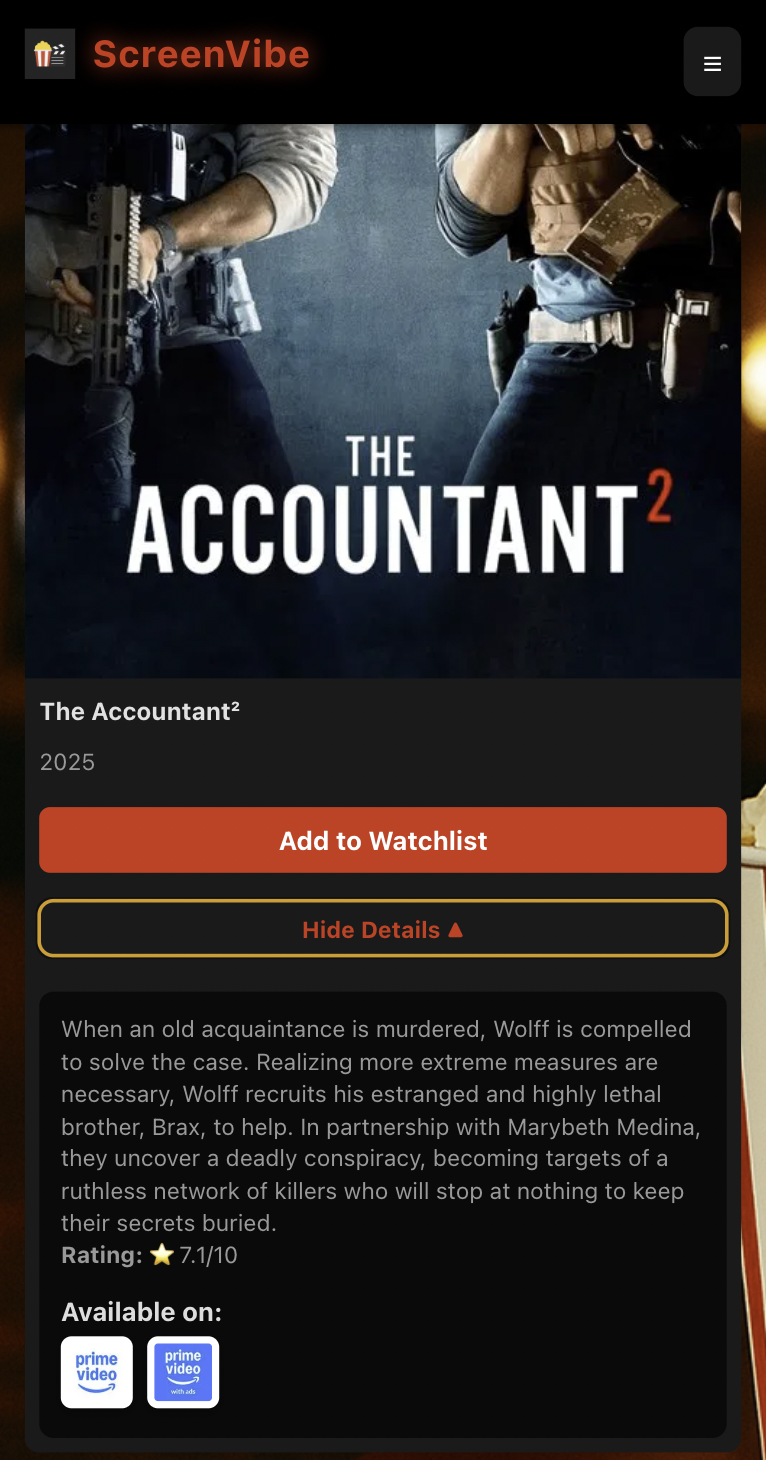 ScreenVibe
THE
ACCOUNTANT 2
The Accountant²
2025
Add to Watchlist
Hide Details ▲
When an old acquaintance is murdered, Wolff is compelled
to solve the case. Realizing more extreme measures are
necessary, Wolff recruits his estranged and highly lethal
brother, Brax, to help. In partnership with Marybeth Medina,
they uncover a deadly conspiracy, becoming targets of a
ruthless network of killers who will stop at nothing to keep
their secrets buried.
Rating: ⭐ 7.1/10
Available on:
prime
video
prime
video
with ads